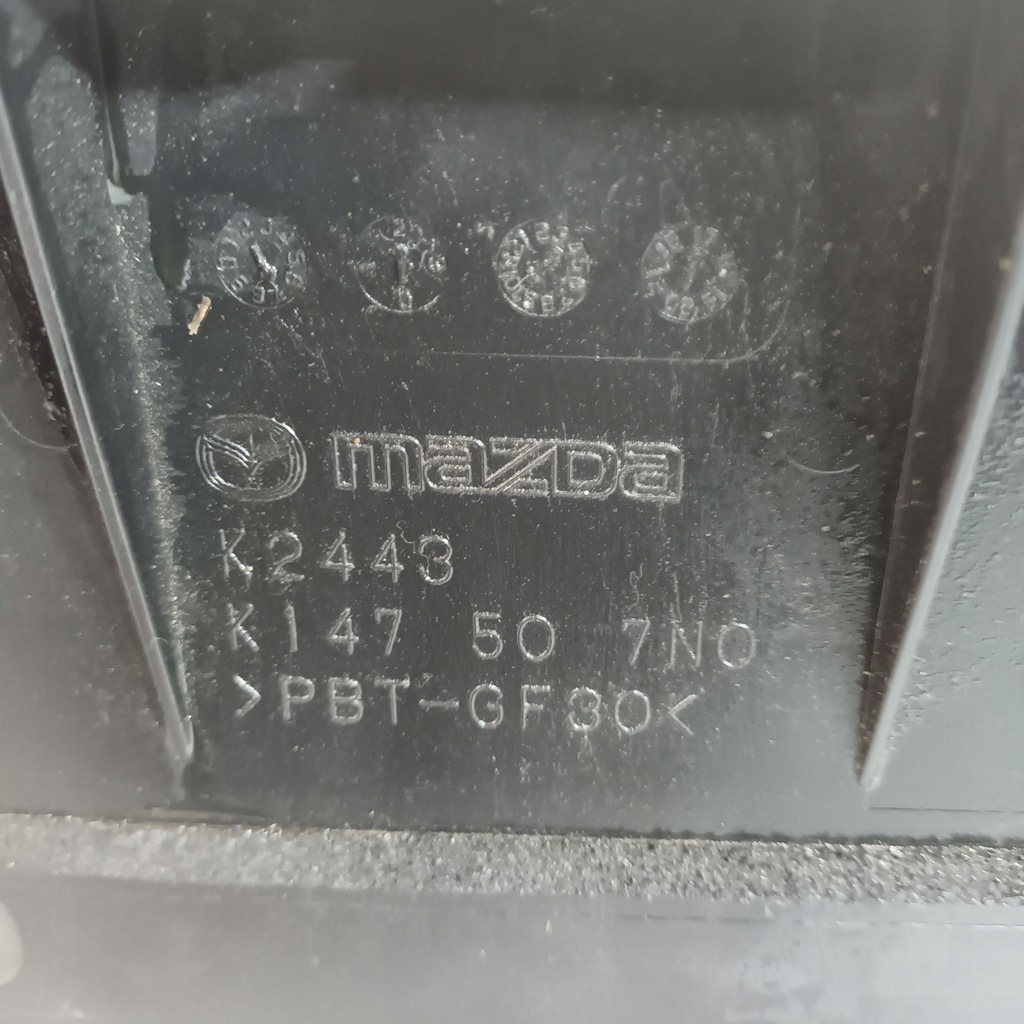 mazda
K2443
K147 50 7N0
>PBT-GF30<